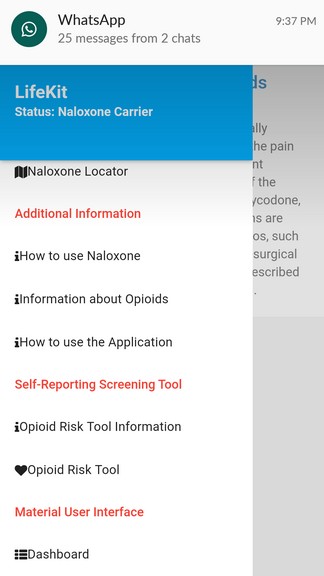 WhatsApp
9:37 PM
25 messages from 2 chats
LifeKit
Status: Naloxone Carrier
Naloxone Locator
Additional Information
How to use Naloxone
Information about Opioids
How to use the Application
Self-Reporting Screening Tool
Opioid Risk Tool Information
Opioid Risk Tool
Material User Interface
Dashboard
ds
ally
he pain
nt
f the
ycodone,
ns are
os, such
surgical
escribed
.